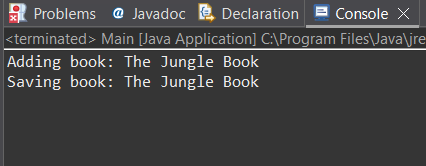 Problems @ Javadoc Declaration Console
<terminated> Main [Java Application] C:\Program Files\Java\jre
Adding book: The Jungle Book
Saving book: The Jungle Book